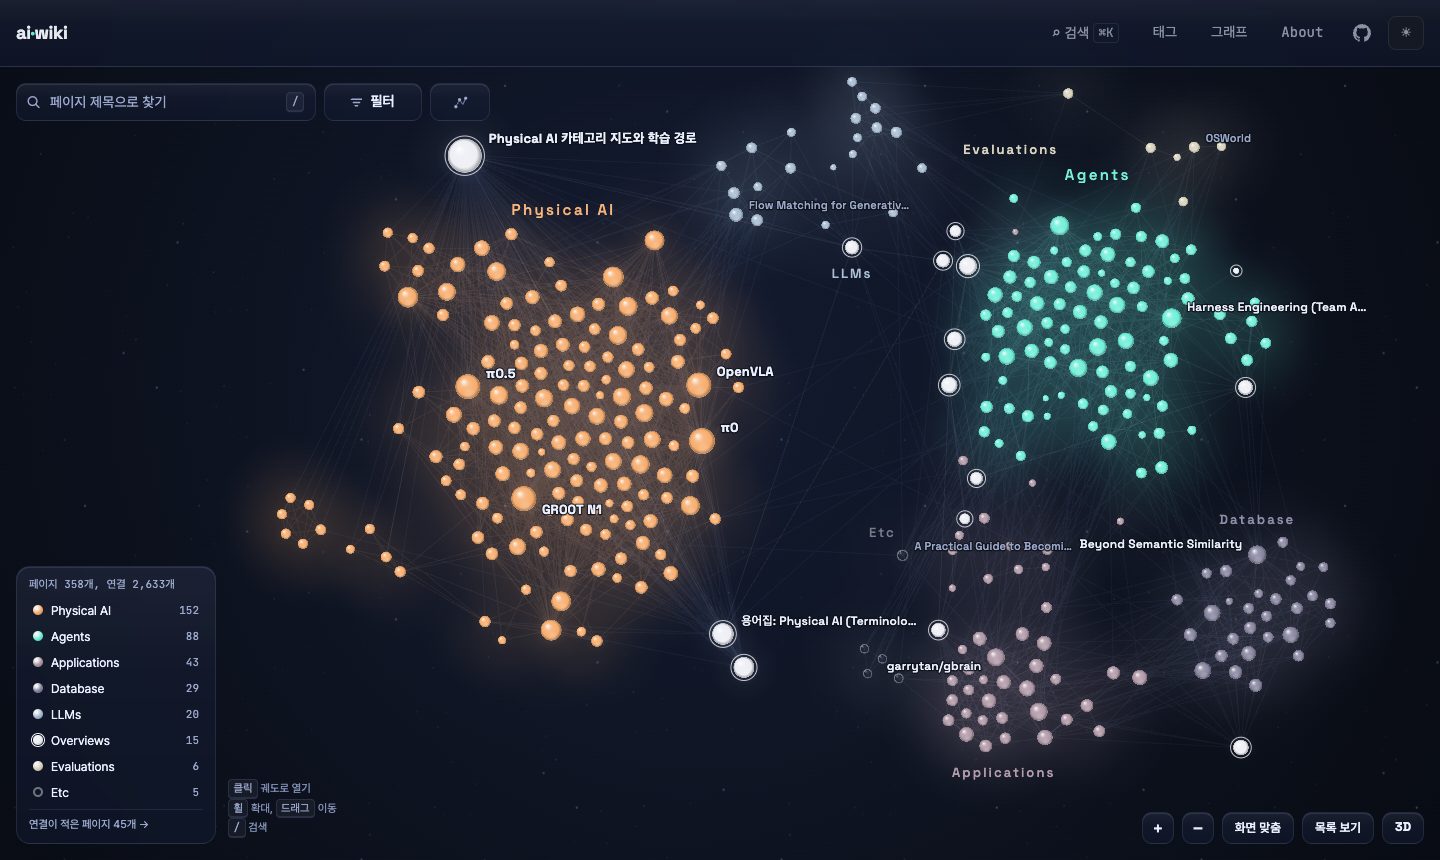 ai·wiki
검색 ⌘K
태그
그래프
About
페이지 제목으로 찾기 /
필터
Physical AI 카테고리 지도와 학습 경로
Evaluations
OSWorld
Agents
Physical AI
Flow Matching for Generativ...
LLMs
Harness Engineering (Team A...
π0.5
OpenVLA
π0
GROOT N1
Etc
A Practical Guide to Becomi...
Beyond Semantic Similarity
Database
용어집: Physical AI (Terminolo...
garrytan/gbrain
Applications
페이지 358개, 연결 2,633개
Physical AI 152
Agents 88
Applications 43
Database 29
LLMs 20
Overviews 15
Evaluations 6
Etc 5
연결이 적은 페이지 45개 →
클릭 궤도로 열기
휠 확대, 드래그 이동
/ 검색
+
−
화면 맞춤
목록 보기
3D